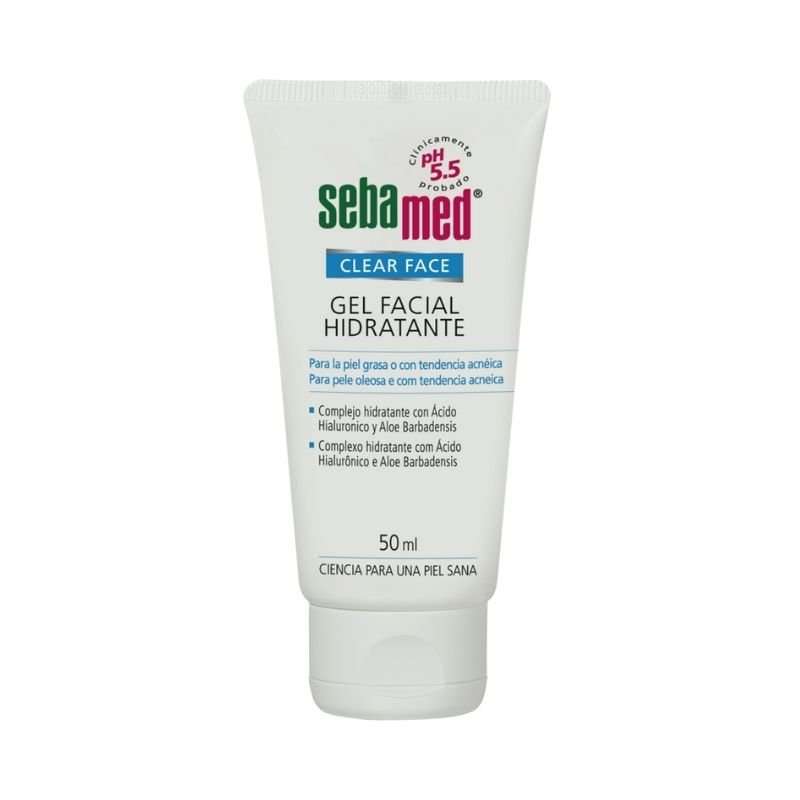 Clinicamente
pH
5.5
probado
sebamed®
CLEAR FACE
GEL FACIAL
HIDRATANTE
Para la piel grasa o con tendencia acnéica
Para pele oleosa e com tendencia acneica
▪ Complejo hidratante con Ácido
Hialuronico y Aloe Barbadensis
▪ Complexo hidratante com Ácido
Hialurônico e Aloe Barbadensis
50 ml
CIENCIA PARA UNA PIEL SANA